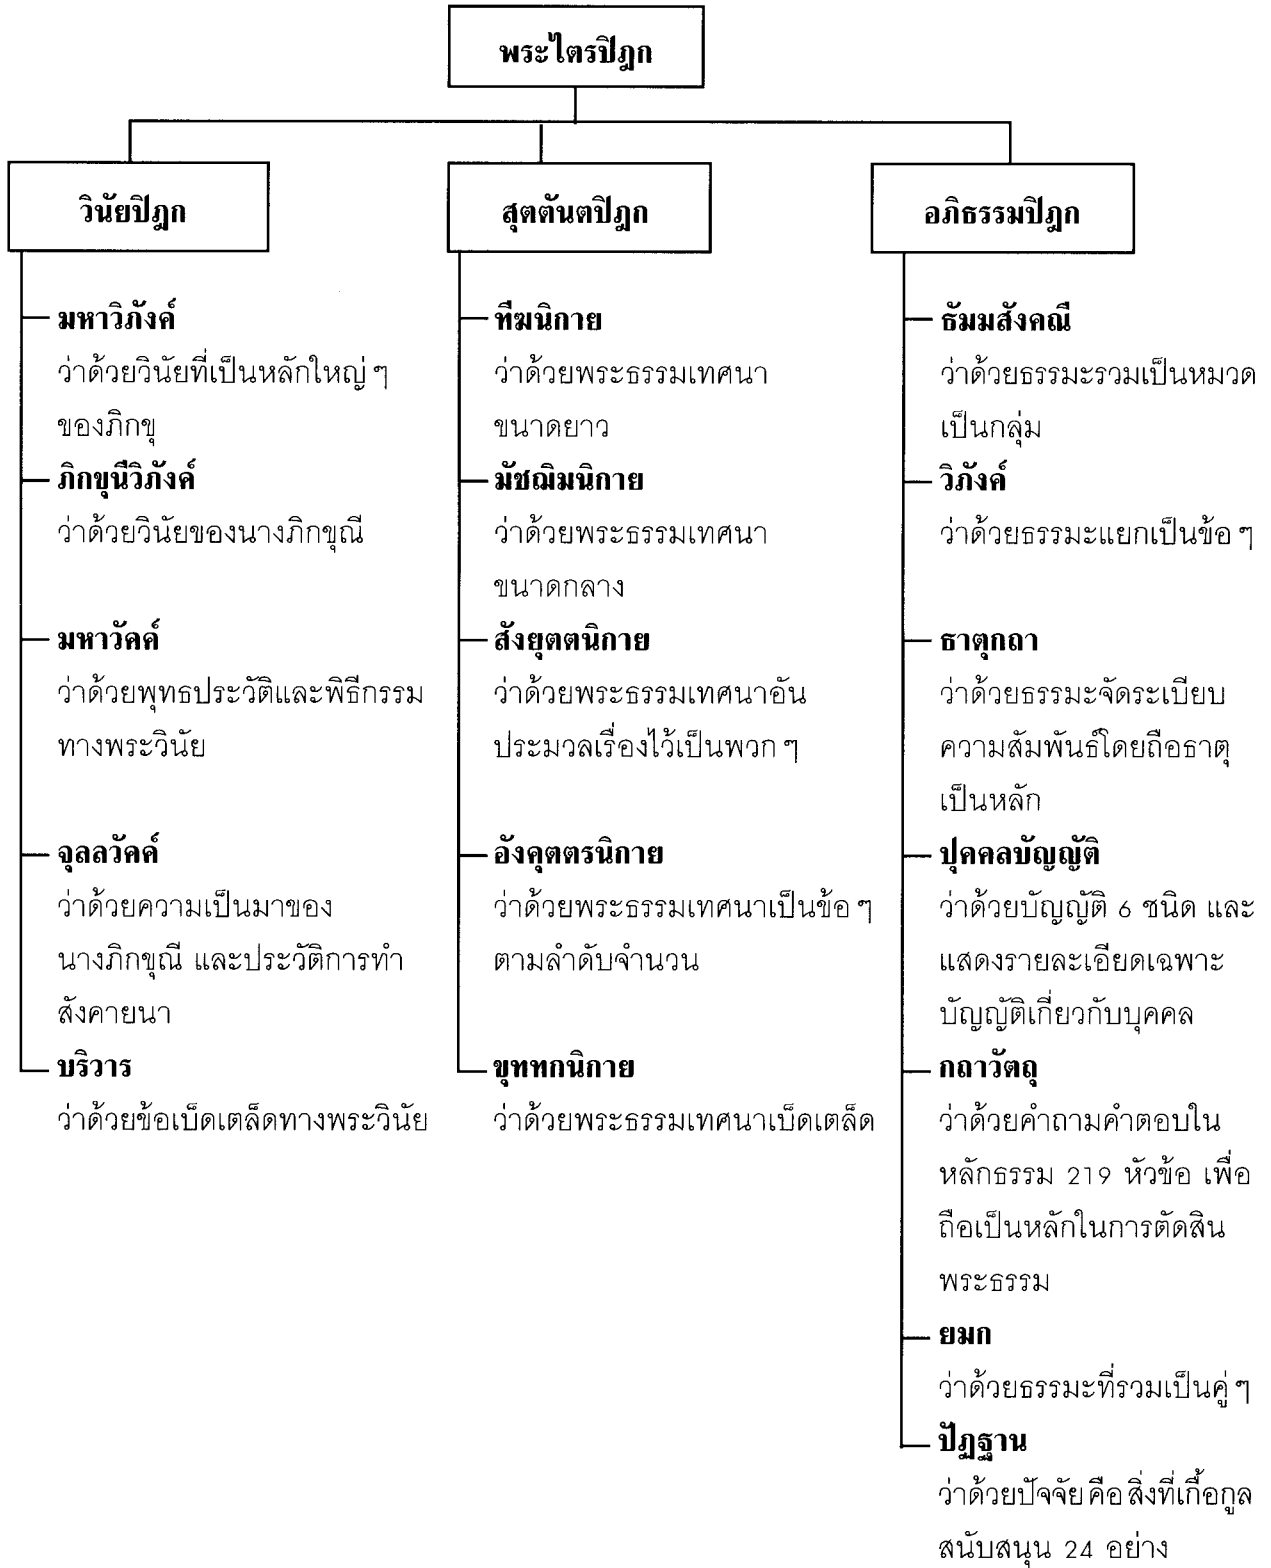 พระไตรปิฎก
วินัยปิฎก
มหาวิภังค์
ว่าด้วยวินัยที่เป็นหลักใหญ่ ๆ
ของภิกขุ
ภิกขุนีวิภังค์
ว่าด้วยวินัยของนางภิกขุณี
มหาวัคค์
ว่าด้วยพุทธประวัติและพิธีกรรม
ทางพระวินัย
จุลลวัคค์
ว่าด้วยความเป็นมาของ
นางภิกขุณี และประวัติการทำ
สังคายนา
บริวาร
ว่าด้วยข้อเบ็ดเตล็ดทางพระวินัย
สุตตันตปิฎก
ทีฆนิกาย
ว่าด้วยพระธรรมเทศนา
ขนาดยาว
มัชฌิมนิกาย
ว่าด้วยพระธรรมเทศนา
ขนาดกลาง
สังยุตตนิกาย
ว่าด้วยพระธรรมเทศนาอัน
ประมวลเรื่องไว้เป็นพวก ๆ
อังคุตตรนิกาย
ว่าด้วยพระธรรมเทศนาเป็นข้อ ๆ
ตามลำดับจำนวน
ขุททกนิกาย
ว่าด้วยพระธรรมเทศนาเบ็ดเตล็ด
อภิธรรมปิฎก
ธัมมสังคณี
ว่าด้วยธรรมะรวมเป็นหมวด
เป็นกลุ่ม
วิภังค์
ว่าด้วยธรรมะแยกเป็นข้อ ๆ
ธาตุกถา
ว่าด้วยธรรมะจัดระเบียบ
ความสัมพันธ์โดยถือธาตุ
เป็นหลัก
ปุคคลบัญญัติ
ว่าด้วยบัญญัติ 6 ชนิด และ
แสดงรายละเอียดเฉพาะ
บัญญัติเกี่ยวกับบุคคล
กถาวัตถุ
ว่าด้วยคำถามคำตอบใน
หลักธรรม 219 หัวข้อ เพื่อ
ถือเป็นหลักในการตัดสิน
พระธรรม
ยมก
ว่าด้วยธรรมะที่รวมเป็นคู่ ๆ
ปัฏฐาน
ว่าด้วยปัจจัย คือ สิ่งที่เกื้อกูล
สนับสนุน 24 อย่าง